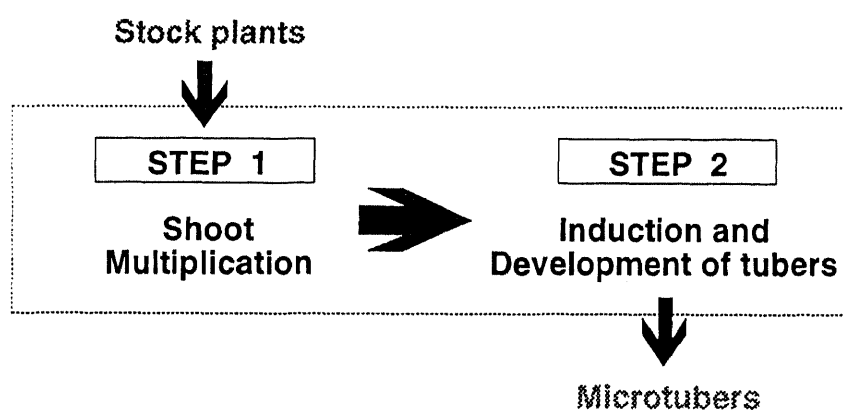 Stock plants
STEP 1
STEP 2
Shoot
Multiplication
Induction and
Development of tubers
Microtubers